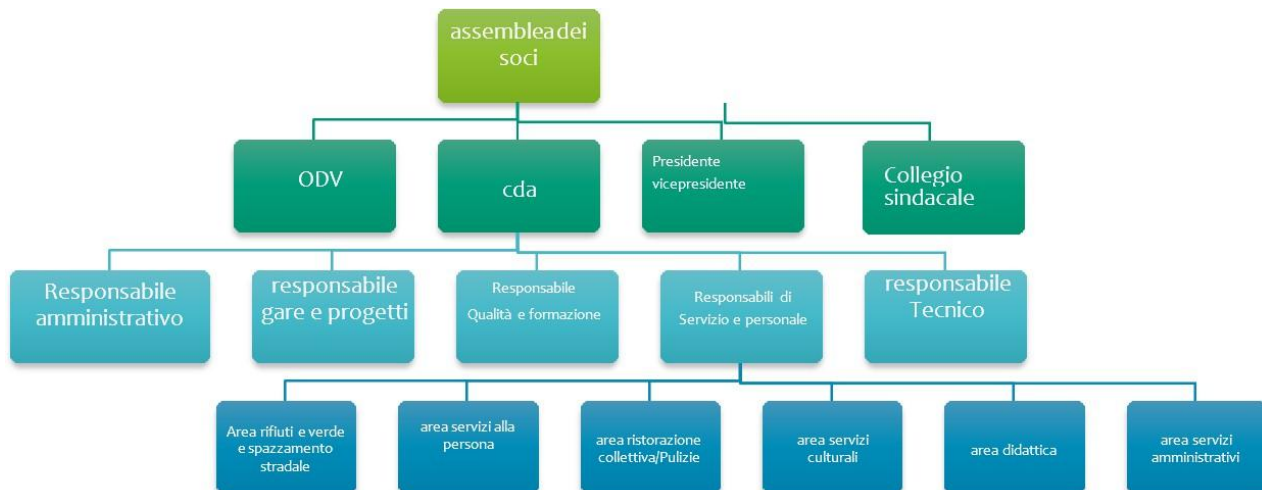 assemblea dei
soci
ODV
cda
Presidente
vicepresidente
Collegio
sindacale
Responsabile
amministrativo
responsabile
gare e progetti
Responsabile
Qualità e formazione
Responsabili di
Servizio e personale
responsabile
Tecnico
Area rifiuti e verde
e spazzamento
stradale
area servizi alla
persona
area ristorazione
collettiva/Pulizie
area servizi
culturali
area didattica
area servizi
amministrativi